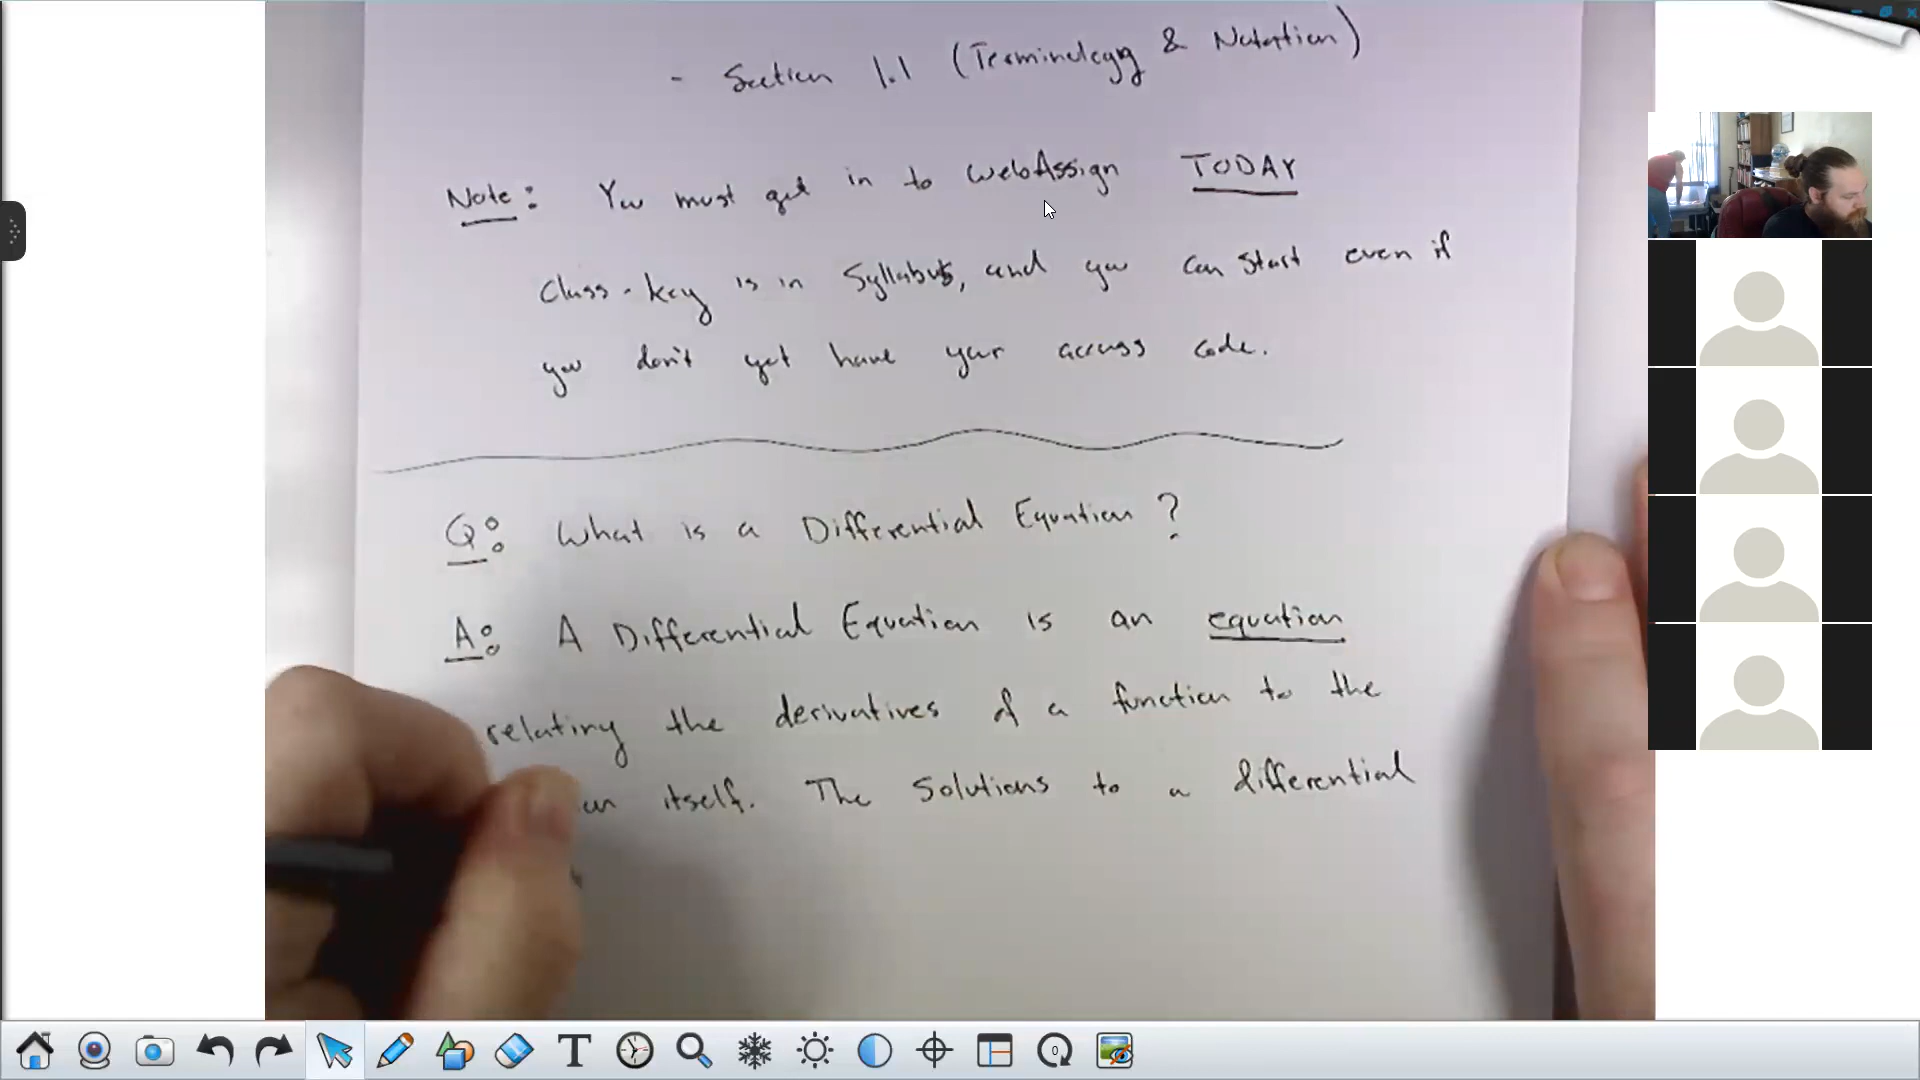 - Section 1.1 (Terminology & Notation)
Note: You must get in to WebAssign TODAY
Class-key is in Syllabus, and you can start even if
you don't yet have your access code.
Q: What is a Differential Equation?
A: A Differential Equation is an equation
relating the derivatives of a function to the
itself. The Solutions to a differential